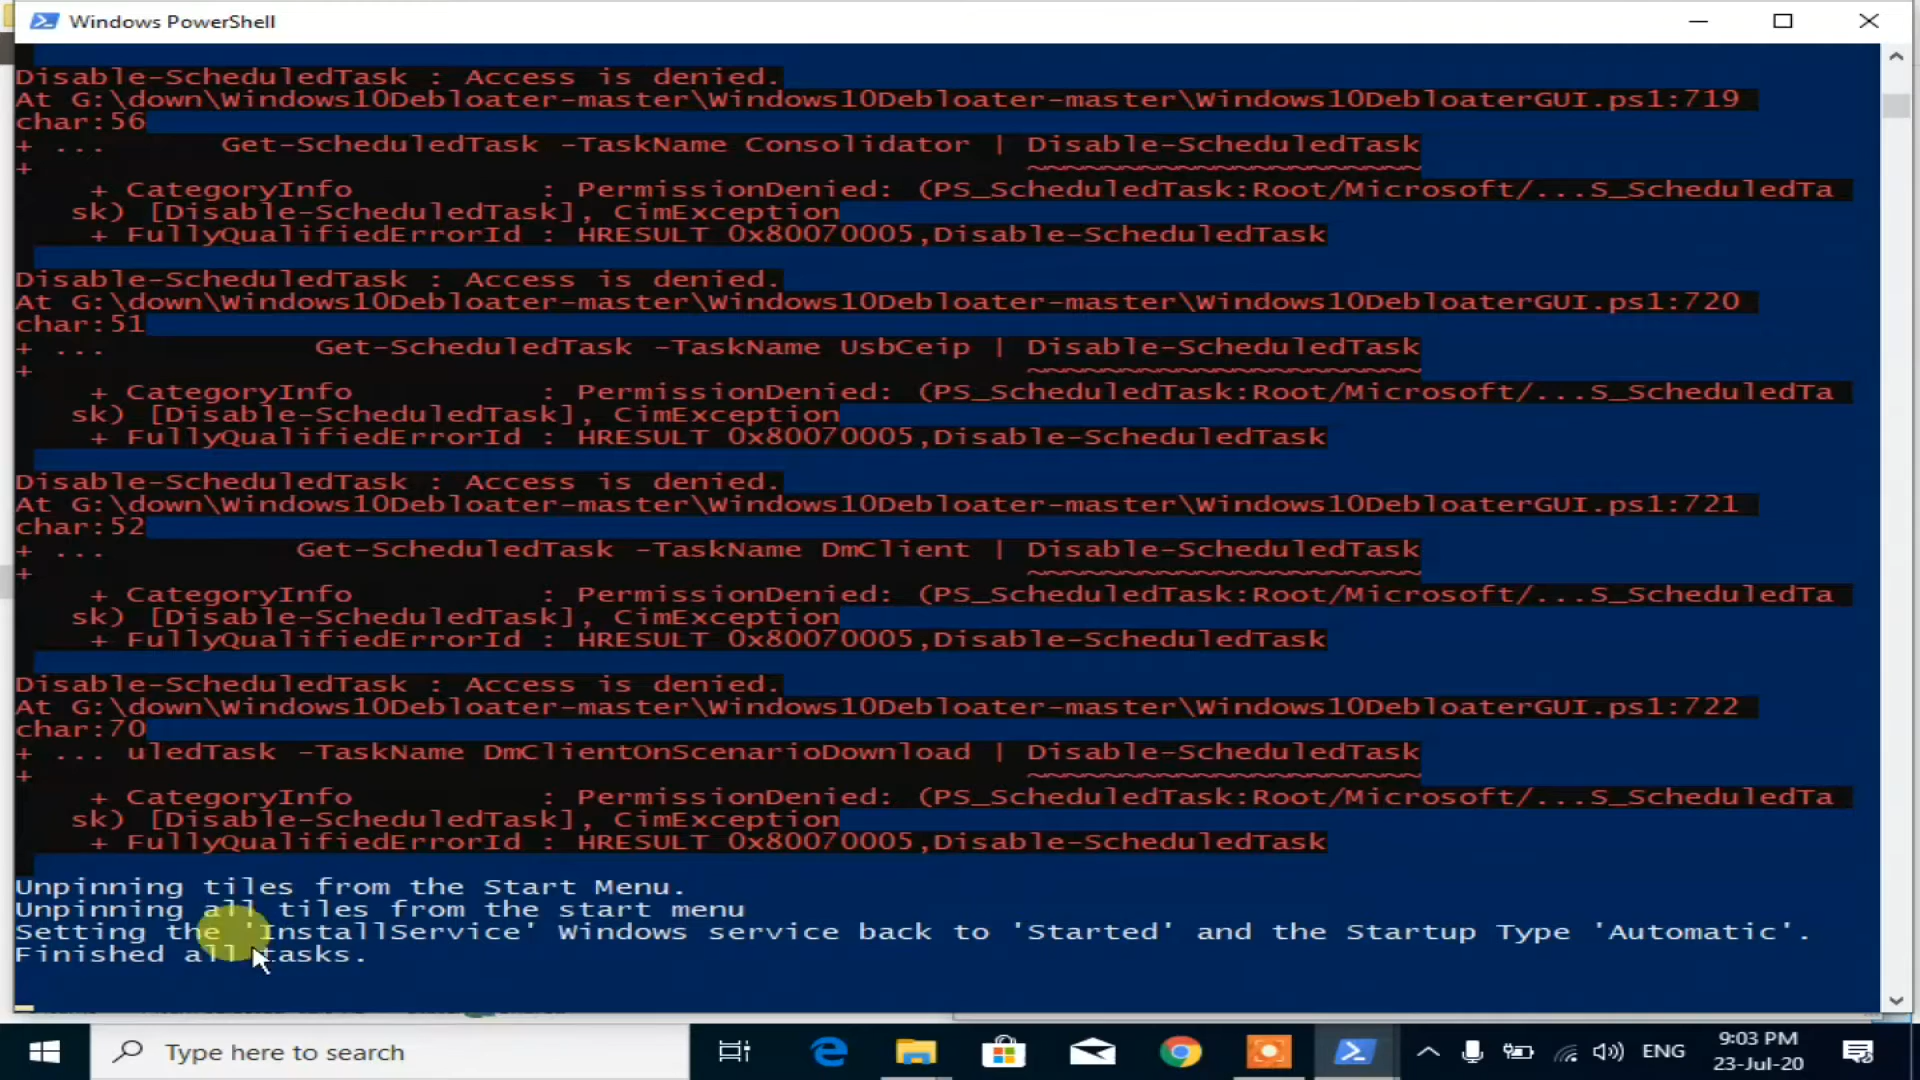 Windows PowerShell
Disable-ScheduledTask : Access is denied.
At G:\down\Windows10Debloater-master\Windows10Debloater-master\Windows10DebloaterGUI.ps1:719
char:56
+ ...      Get-ScheduledTask -TaskName Consolidator | Disable-ScheduledTask
+                                                     ~~~~~~~~~~~~~~~~~~~~~
    + CategoryInfo          : PermissionDenied: (PS_ScheduledTask:Root/Microsoft/...S_ScheduledTa
   sk) [Disable-ScheduledTask], CimException
    + FullyQualifiedErrorId : HRESULT 0x80070005,Disable-ScheduledTask
Disable-ScheduledTask : Access is denied.
At G:\down\Windows10Debloater-master\Windows10Debloater-master\Windows10DebloaterGUI.ps1:720
char:51
+ ...           Get-ScheduledTask -TaskName UsbCeip | Disable-ScheduledTask
+                                                     ~~~~~~~~~~~~~~~~~~~~~
    + CategoryInfo          : PermissionDenied: (PS_ScheduledTask:Root/Microsoft/...S_ScheduledTa
   sk) [Disable-ScheduledTask], CimException
    + FullyQualifiedErrorId : HRESULT 0x80070005,Disable-ScheduledTask
Disable-ScheduledTask : Access is denied.
At G:\down\Windows10Debloater-master\Windows10Debloater-master\Windows10DebloaterGUI.ps1:721
char:52
+ ...          Get-ScheduledTask -TaskName DmClient | Disable-ScheduledTask
+                                                     ~~~~~~~~~~~~~~~~~~~~~
    + CategoryInfo          : PermissionDenied: (PS_ScheduledTask:Root/Microsoft/...S_ScheduledTa
   sk) [Disable-ScheduledTask], CimException
    + FullyQualifiedErrorId : HRESULT 0x80070005,Disable-ScheduledTask
Disable-ScheduledTask : Access is denied.
At G:\down\Windows10Debloater-master\Windows10Debloater-master\Windows10DebloaterGUI.ps1:722
char:70
+ ... uledTask -TaskName DmClientOnScenarioDownload | Disable-ScheduledTask
+                                                     ~~~~~~~~~~~~~~~~~~~~~
    + CategoryInfo          : PermissionDenied: (PS_ScheduledTask:Root/Microsoft/...S_ScheduledTa
   sk) [Disable-ScheduledTask], CimException
    + FullyQualifiedErrorId : HRESULT 0x80070005,Disable-ScheduledTask
Unpinning tiles from the Start Menu.
Unpinning all tiles from the start menu
Setting the 'InstallService' Windows service back to 'Started' and the Startup Type 'Automatic'.
Finished all tasks.
Type here to search
ENG
9:03 PM
23-Jul-20